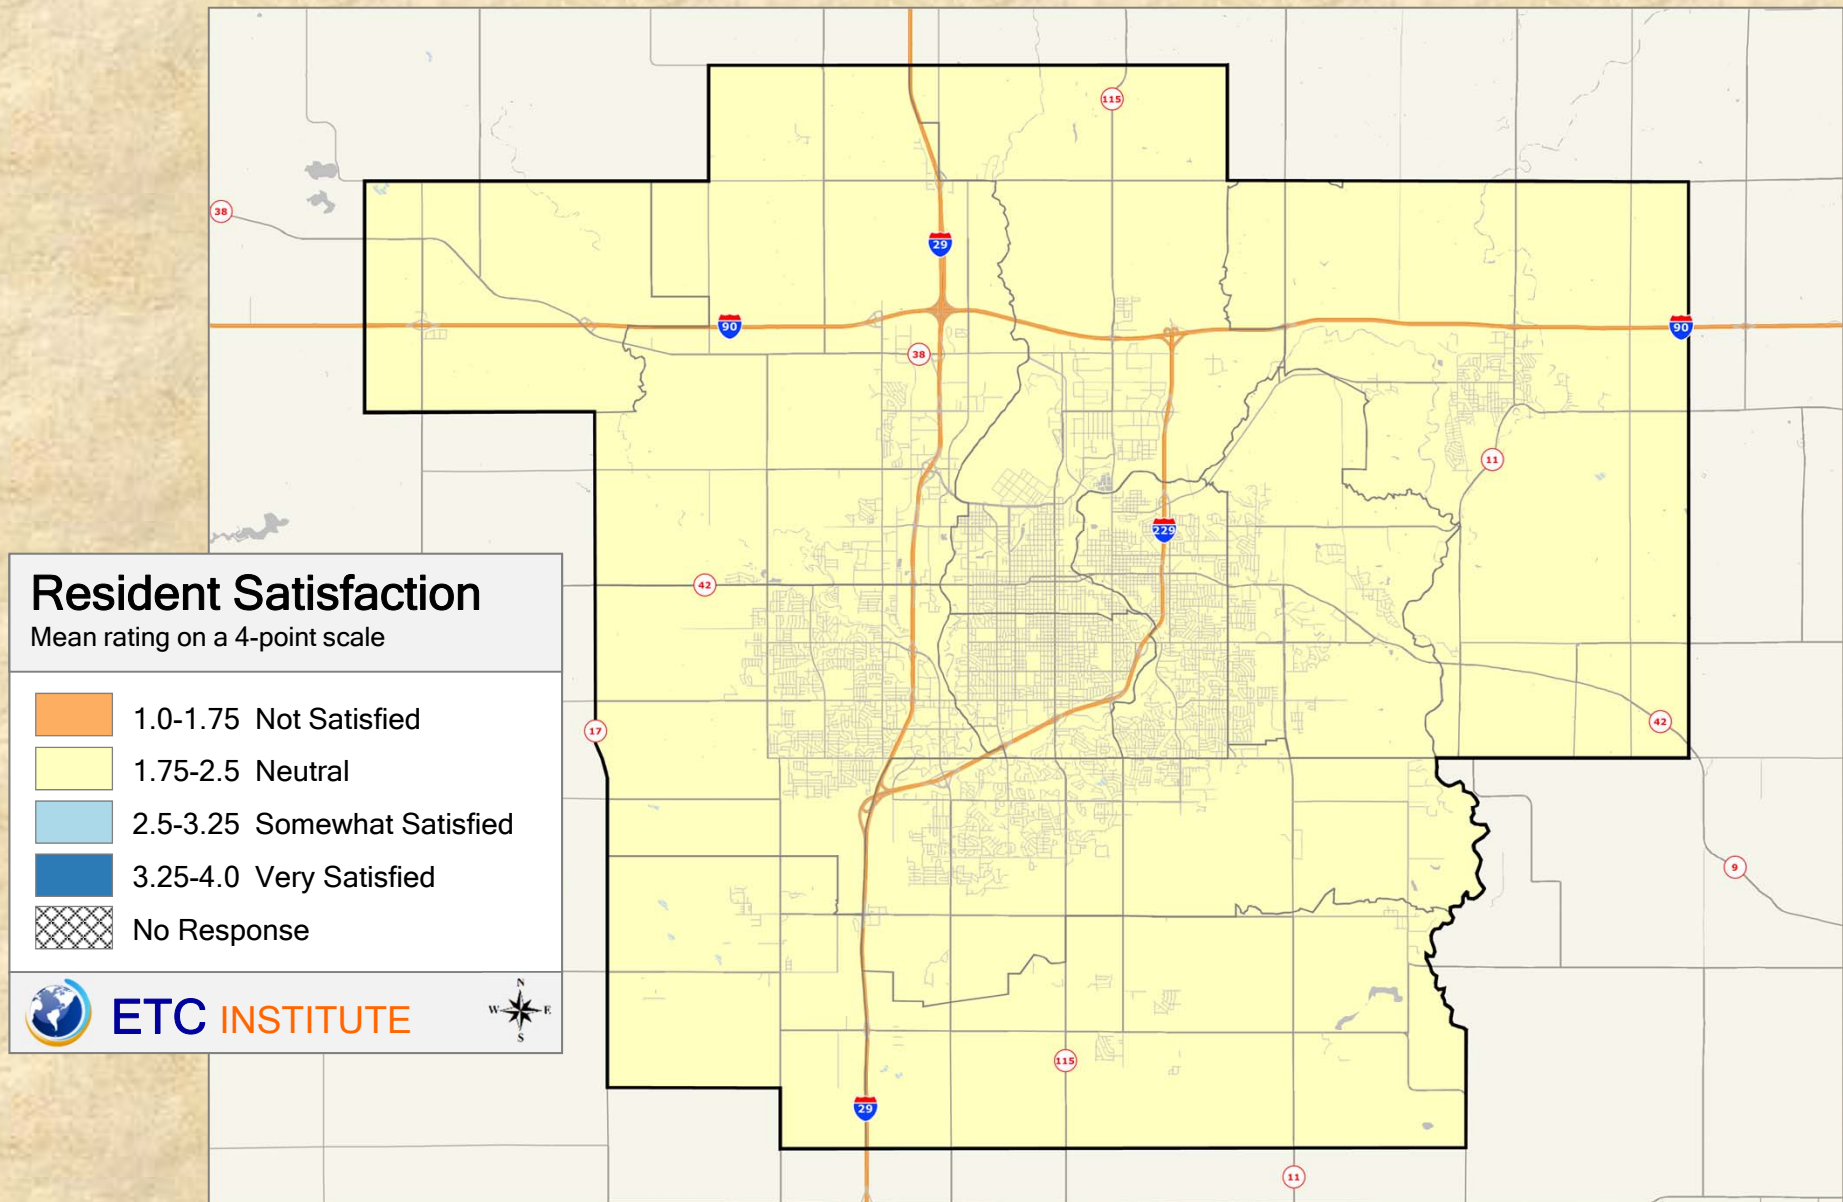 115
38
29
90
90
38
11
229
42
17
42
9
115
29
11
Resident Satisfaction
Mean rating on a 4-point scale
1.0-1.75 Not Satisfied
1.75-2.5 Neutral
2.5-3.25 Somewhat Satisfied
3.25-4.0 Very Satisfied
No Response
ETC INSTITUTE
N
W E
S